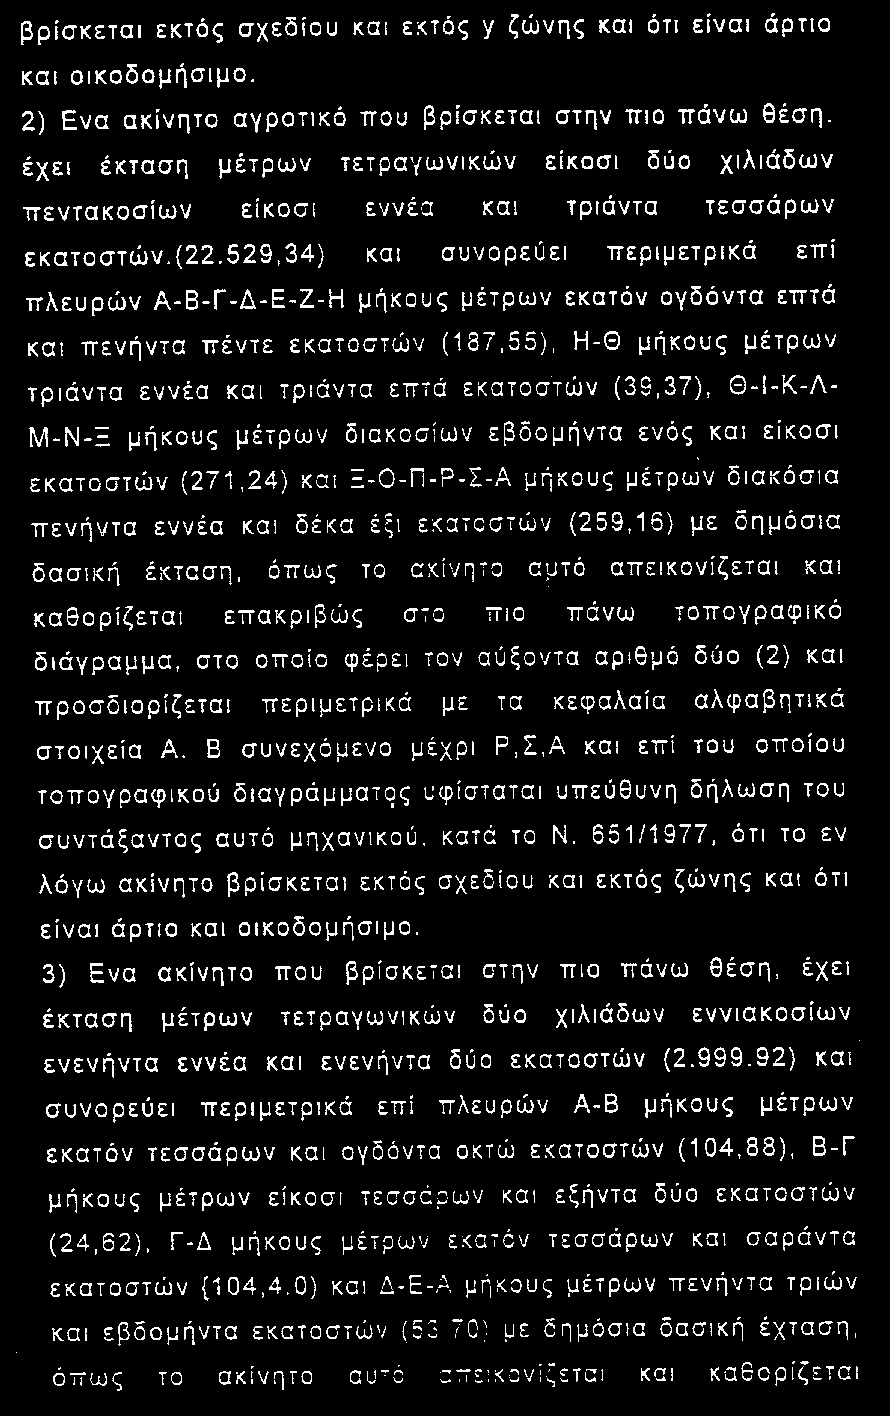 βρίσκεται εκτός σχεδίου και εκτός γ ζώνης και ότι είναι άρτιο
και οικοδομήσιμο.
2) Ενα ακίνητο αγροτικό που βρίσκεται στην πιο πάνω θέση.
έχει έκταση μέτρων τετραγωνικών είκοσι δύο χιλιάδων
πεντακοσίων είκοσι εννέα και τριάντα τεσσάρων
εκατοστών.(22.529,34) και συνορεύει περιμετρικά επί
πλευρών Α-Β-Γ-Δ-Ε-Ζ-Η μήκους μέτρων εκατόν ογδόντα επτά
και πενήντα πέντε εκατοστών (187,55), Η-Θ μήκους μέτρων
τριάντα εννέα και τριάντα επτά εκατοστών (39,37), Θ-Ι-Κ-Λ-
Μ-Ν-Ξ μήκους μέτρων διακοσίων εβδομήντα ενός και είκοσι
εκατοστών (271,24) και Ξ-Ο-Π-Ρ-Σ-Α μήκους μέτρων διακόσια
πενήντα εννέα και δέκα έξι εκατοστών (259,16) με δημόσια
δασική έκταση, όπως το ακίνητο αυτό απεικονίζεται και
καθορίζεται επακριβώς στο πιο πάνω τοπογραφικό
διάγραμμα, στο οποίο φέρει τον αύξοντα αριθμό δύο (2) και
προσδιορίζεται περιμετρικά με τα κεφαλαία αλφαβητικά
στοιχεία Α. Β συνεχόμενο μέχρι Ρ,Σ,Α και επί του οποίου
τοπογραφικού διαγράμματος υφίσταται υπεύθυνη δήλωση του
συντάξαντος αυτό μηχανικού, κατά το Ν. 651/1977, ότι το εν
λόγω ακίνητο βρίσκεται εκτός σχεδίου και εκτός ζώνης και ότι
είναι άρτιο και οικοδομήσιμο.
3) Ενα ακίνητο που βρίσκεται στην πιο πάνω θέση, έχει
έκταση μέτρων τετραγωνικών δύο χιλιάδων εννιακοσίων
ενενήντα εννέα και ενενήντα δύο εκατοστών (2.999.92) και
συνορεύει περιμετρικά επί πλευρών Α-Β μήκους μέτρων
εκατόν τεσσάρων και ογδόντα οκτώ εκατοστών (104,88), Β-Γ
μήκους μέτρων είκοσι τεσσάρων και εξήντα δύο εκατοστών
(24,62), Γ-Δ μήκους μέτρων εκατόν τεσσάρων και σαράντα
εκατοστών {104,4.0) και Δ-Ε-Α μήκους μέτρων πενήντα τριών
και εβδομήντα εκατοστών (53 70) με δημόσια δασική έχταση,
όπως το ακίνητο αυτό απεικονίζεται και καθορίζεται